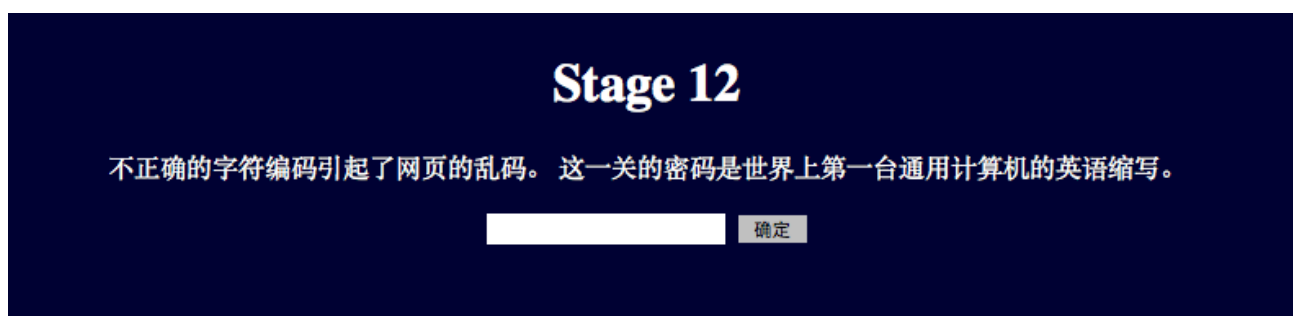 Stage 12
不正确的字符编码引起了网页的乱码。 这一关的密码是世界上第一台通用计算机的英语缩写。
确定